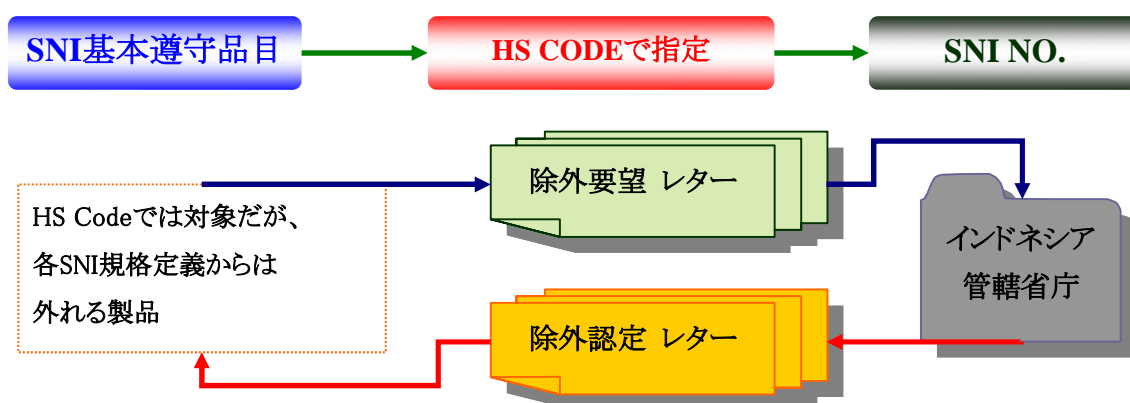 SNI基本遵守品目
HS CODEで指定
SNI NO.
除外要望 レター
HS Codeでは対象だが、
各SNI規格定義からは
外れる製品
インドネシア
管轄省庁
除外認定 レター